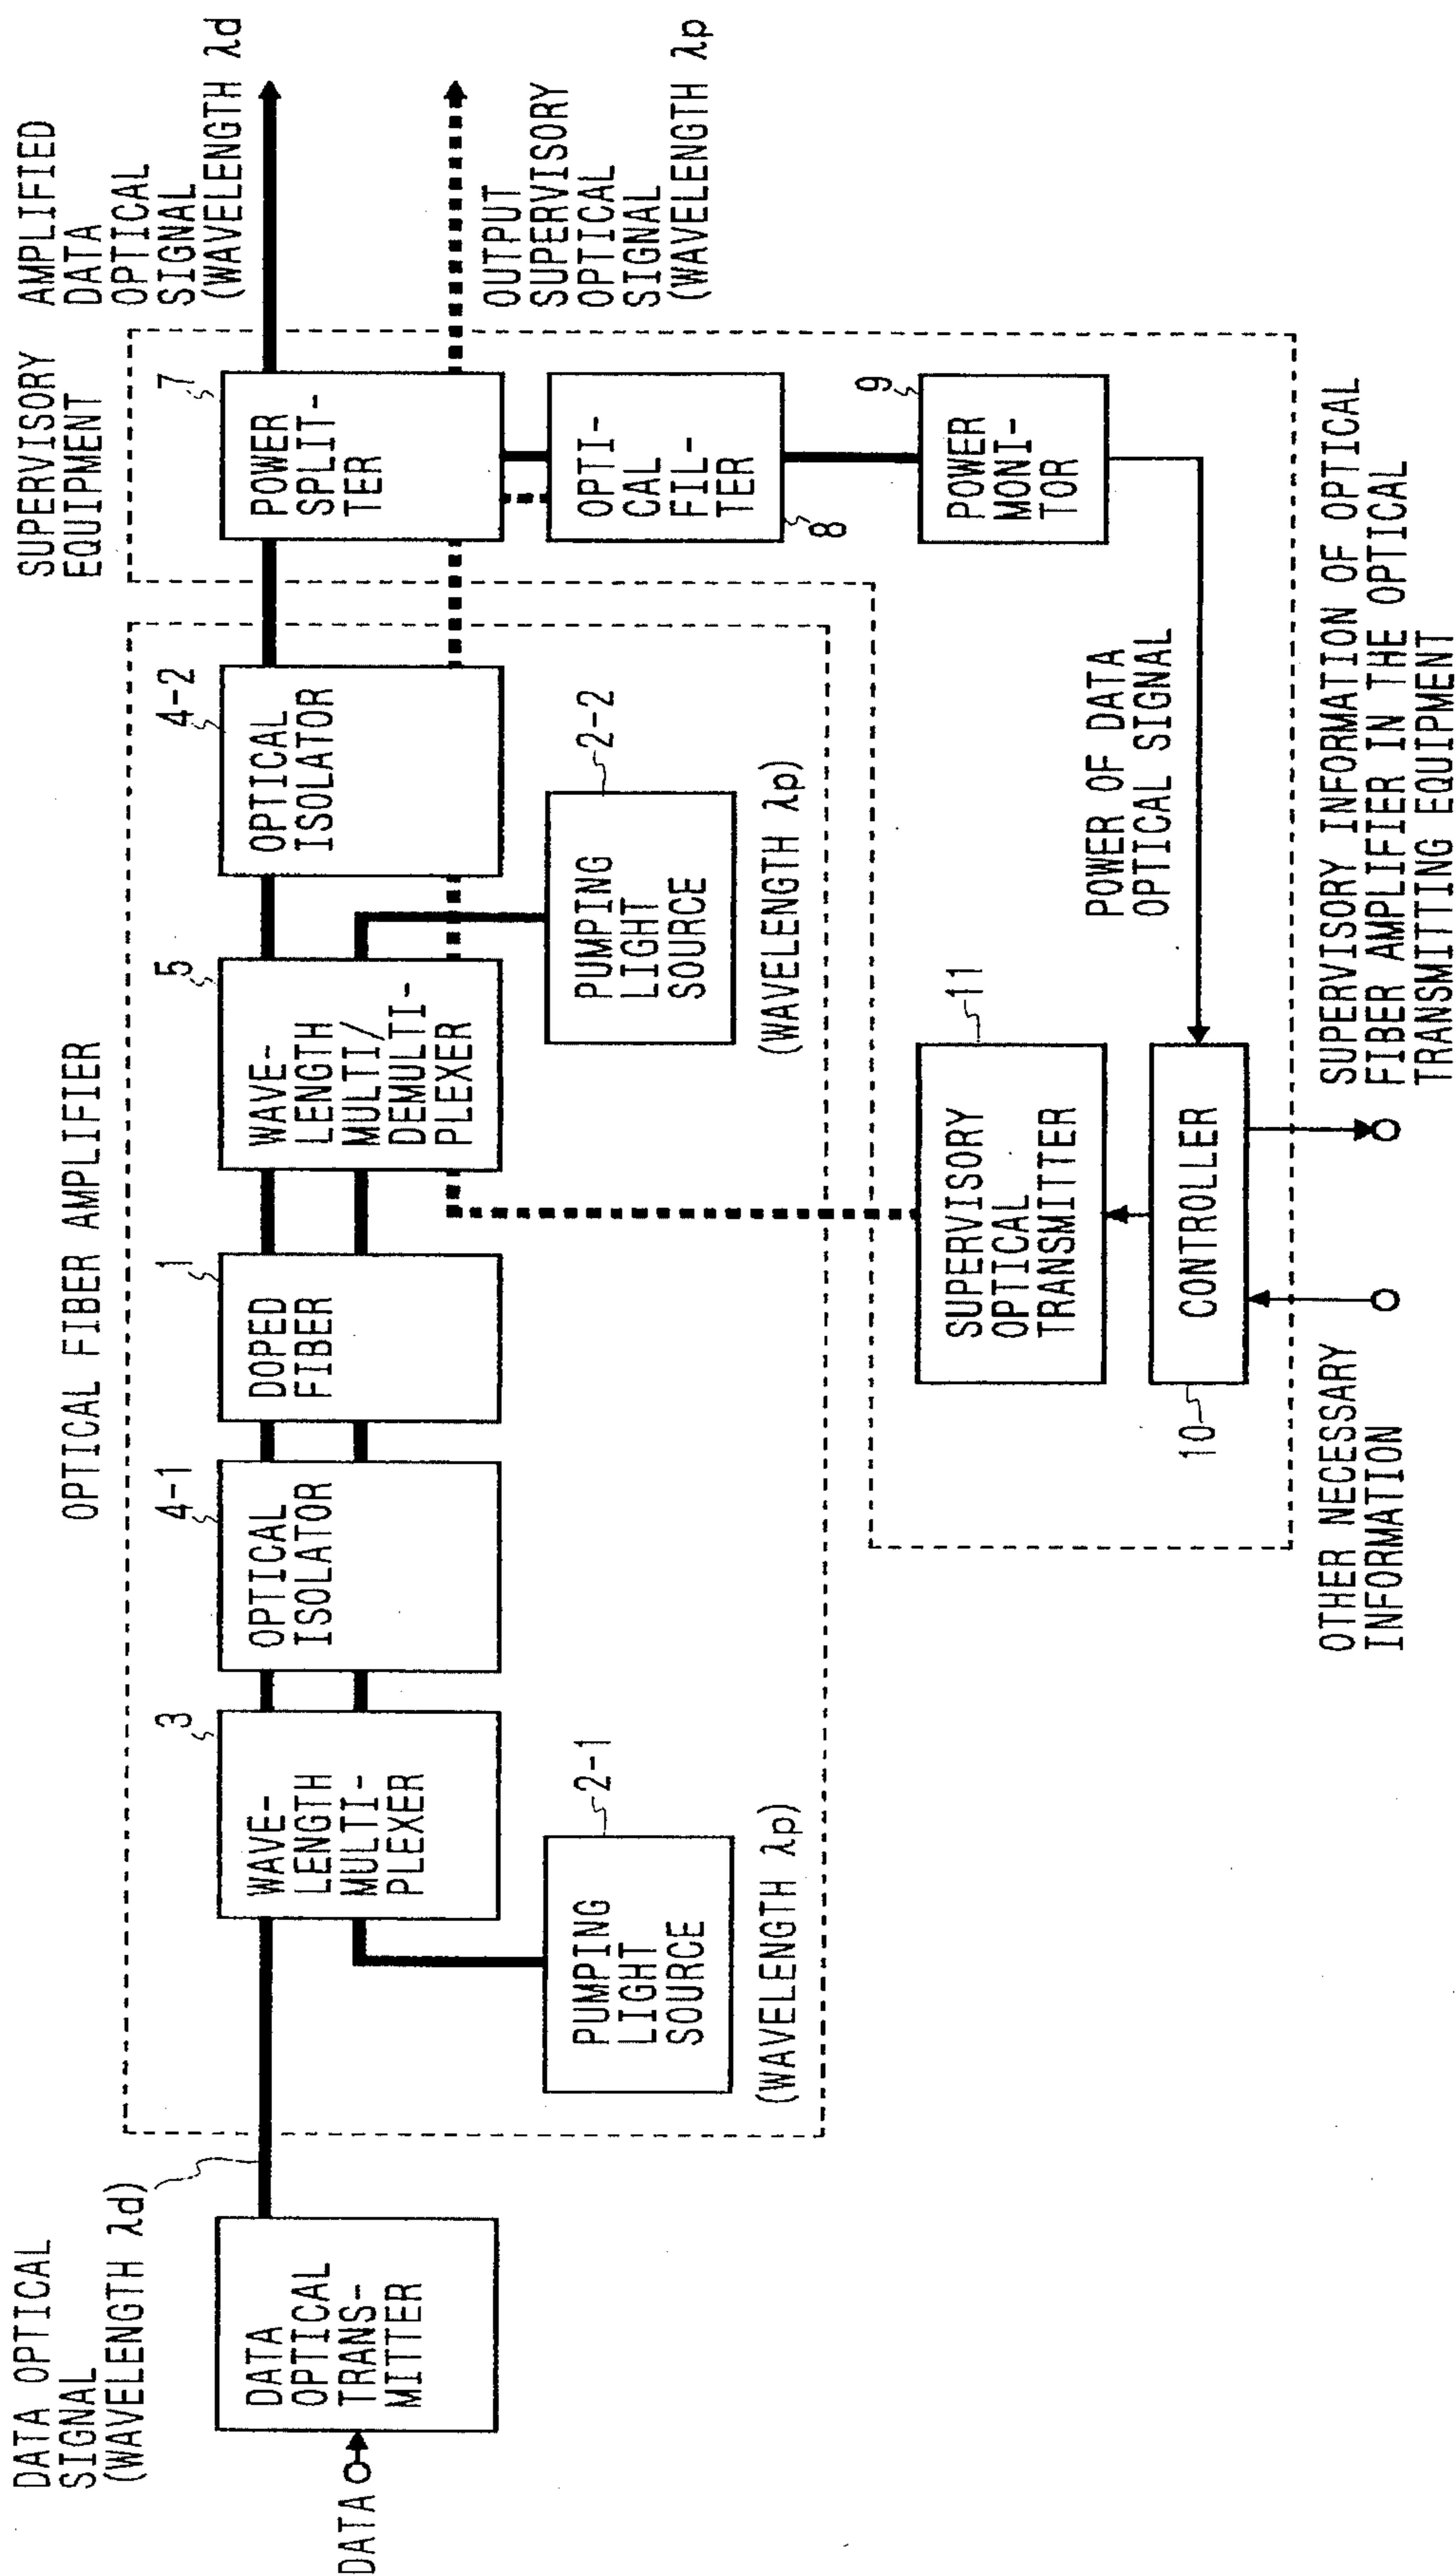 DATA OPTICAL
SIGNAL
(WAVELENGTH λd)
DATA
DATA
OPTICAL
TRANS-
MITTER
OPTICAL FIBER AMPLIFIER
3
WAVE-
LENGTH
MULTI-
PLEXER
2-1
PUMPING
LIGHT
SOURCE
(WAVELENGTH λp)
4-1
OPTICAL
ISOLATOR
1
DOPED
FIBER
5
WAVE-
LENGTH
MULTI/
DEMULTI-
PLEXER
2-2
PUMPING
LIGHT
SOURCE
(WAVELENGTH λp)
4-2
OPTICAL
ISOLATOR
SUPERVISORY
EQUIPMENT
7
POWER
SPLIT-
TER
AMPLIFIED
DATA
OPTICAL
SIGNAL
(WAVELENGTH λd
OUTPUT
SUPERVISORY
OPTICAL
SIGNAL
(WAVELENGTH λp
OPTI-
CAL
FIL-
TER
8
9
POWER
MONI-
TOR
POWER OF DATA
OPTICAL SIGNAL
11
SUPERVISORY
OPTICAL
TRANSMITTER
10
CONTROLLER
OTHER NECESSARY
INFORMATION
SUPERVISORY INFORMATION OF OPTICAL
FIBER AMPLIFIER IN THE OPTICAL
TRANSMITTING EQUIPMENT